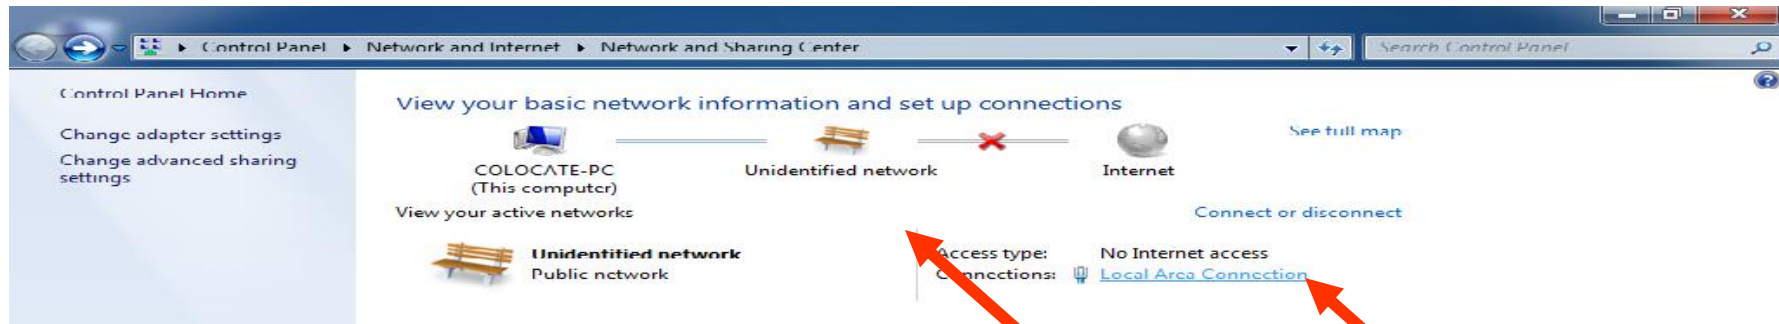 Control Panel ▸ Network and Internet ▸ Network and Sharing Center
Search Control Panel
Control Panel Home
Change adapter settings
Change advanced sharing
settings
View your basic network information and set up connections
See full map
COLOCATE-PC
(This computer)
Unidentified network
Internet
View your active networks
Connect or disconnect
Unidentified network
Public network
Access type:
No Internet access
Connections:
Local Area Connection